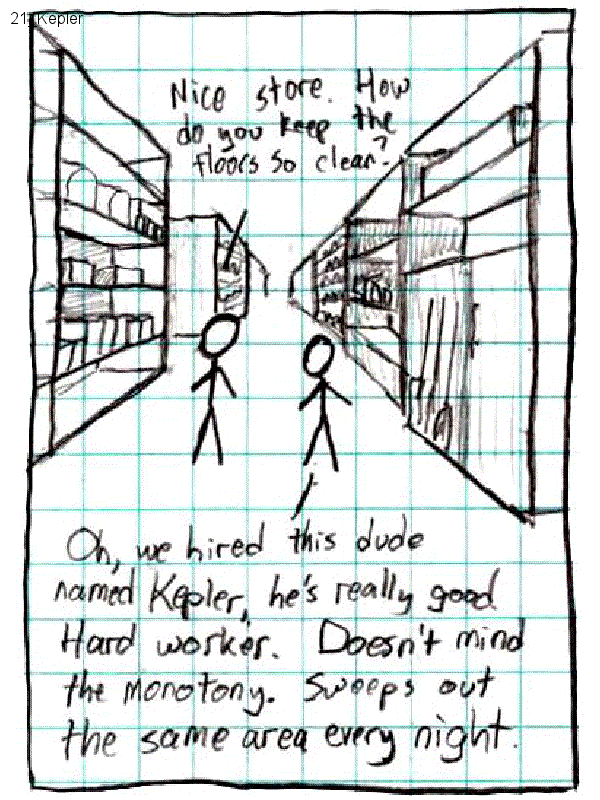 21: Kepler
Nice store. How
do you keep the
floors so clean?
Oh, we hired this dude
named Kepler, he's really good.
Hard worker. Doesn't mind
the monotony. Sweeps out
the same area every night.